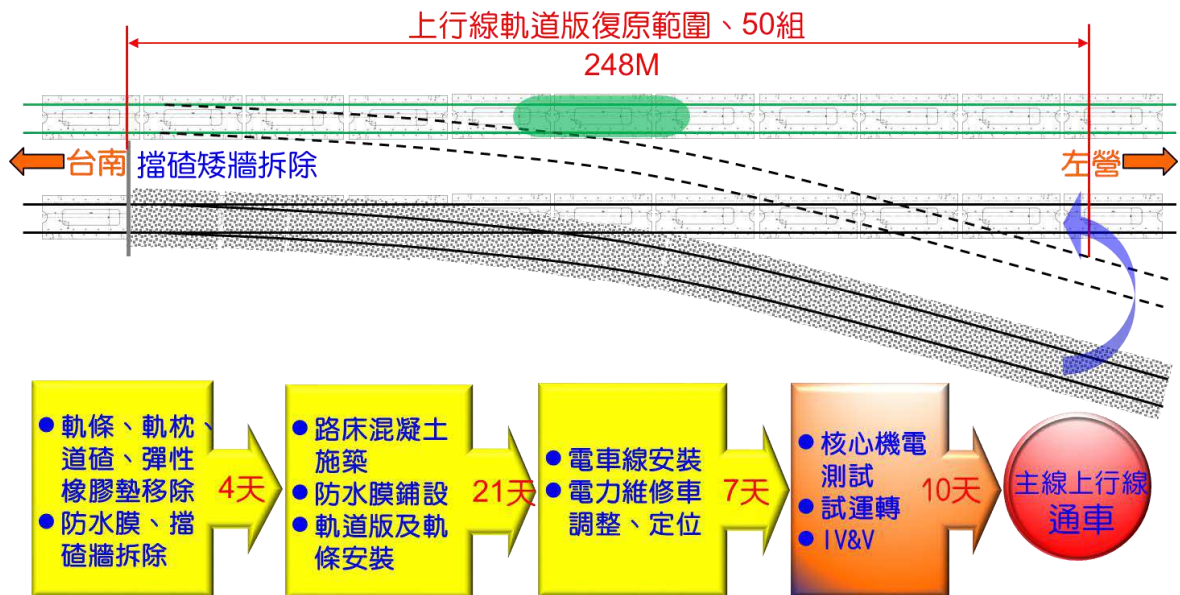 上行線軌道版復原範圍、50組
248M
台南
擋碴矮牆拆除
左營
● 軌條、軌枕、
道碴、彈性
橡膠墊移除
● 防水膜、擋
碴牆拆除
4天
● 路床混凝土
施築
● 防水膜鋪設
● 軌道版及軌
條安裝
21天
● 電車線安裝
● 電力維修車
調整、定位
7天
● 核心機電
測試
● 試運轉
● IV&V
10天
主線上行線
通車